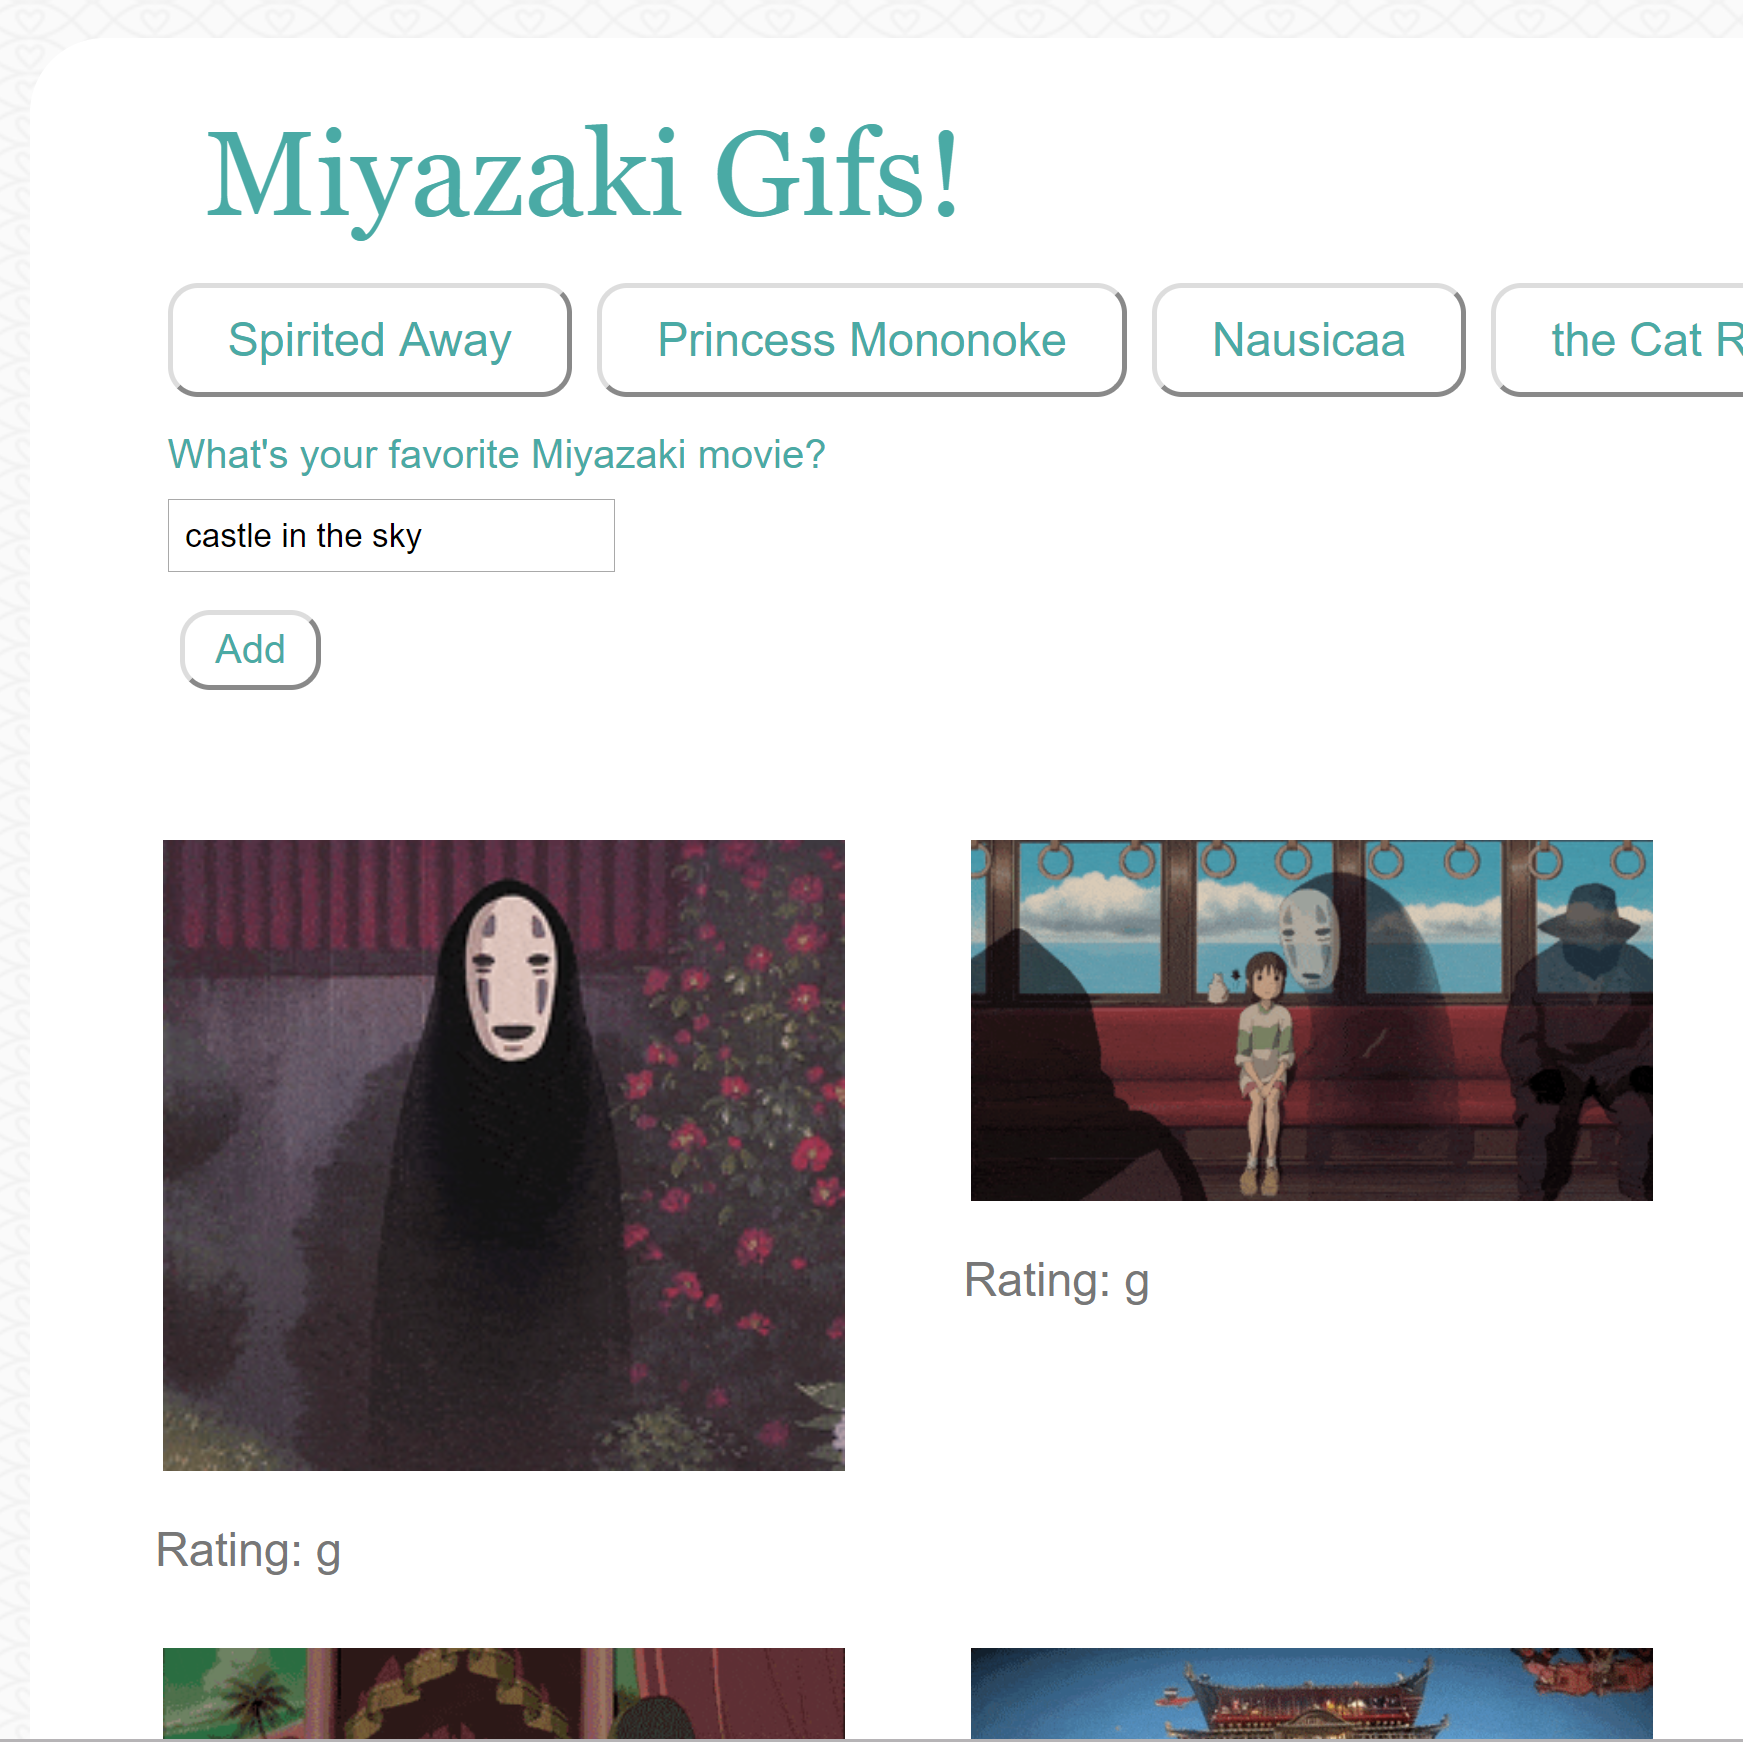 Miyazaki Gifs!
Spirited Away Princess Mononoke Nausicaa the Cat R
What's your favorite Miyazaki movie?
castle in the sky
Add
Rating: g
Rating: g